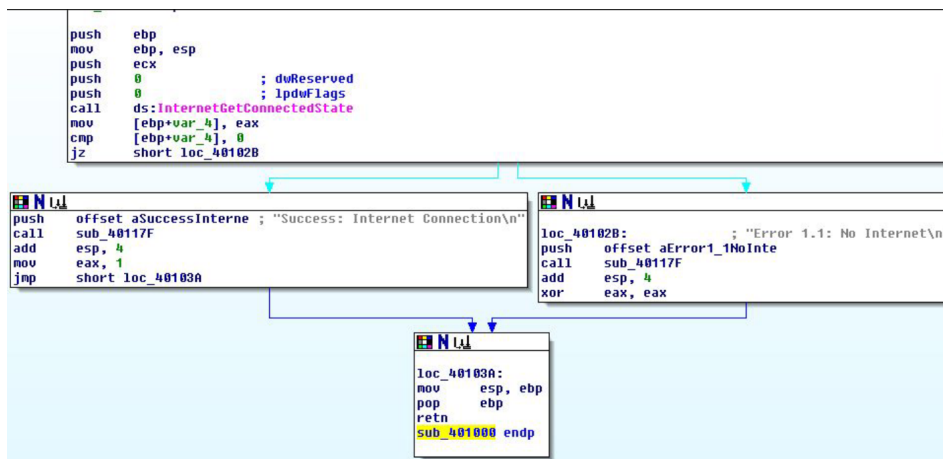 push ebp
mov ebp, esp
push ecx
push 0 ; dwReserved
push 0 ; lpdwFlags
call ds:InternetGetConnectedState
mov [ebp+var_4], eax
cmp [ebp+var_4], 0
jz short loc_40102B
push offset aSuccessInterne ; "Success: Internet Connection\n"
call sub_40117F
add esp, 4
mov eax, 1
jmp short loc_40103A
loc_40102B: ; "Error 1.1: No Internet\n
push offset aError1_1NoInte
call sub_40117F
add esp, 4
xor eax, eax
loc_40103A:
mov esp, ebp
pop ebp
retn
sub_401000 endp